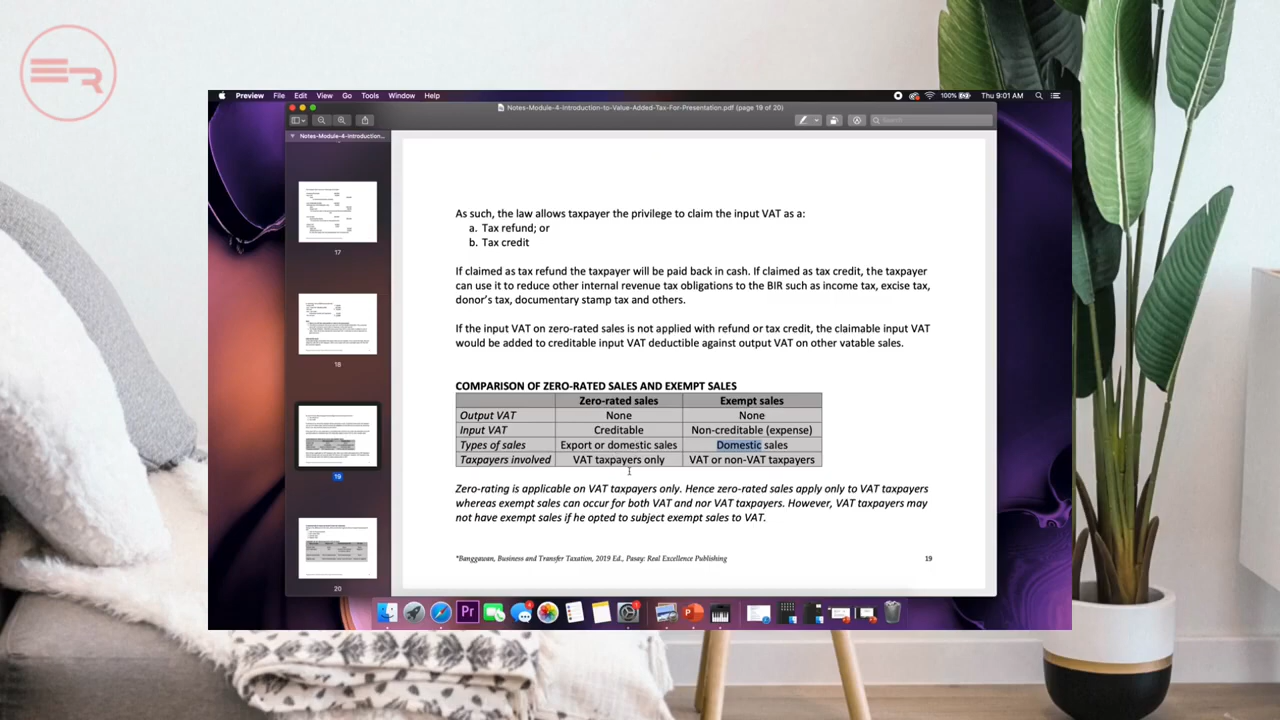 ER
Preview File Edit View Go Tools Window Help
100% Thu 9:01 AM
Notes-Module-4-Introduction-to-Value-Added-Tax-For-Presentation.pdf (page 19 of 20)
Search
Notes-Module-4-Introduction...
17
18
19
20
As such, the law allows taxpayer the privilege to claim the input VAT as a:
a. Tax refund; or
b. Tax credit
If claimed as tax refund the taxpayer will be paid back in cash. If claimed as tax credit, the taxpayer
can use it to reduce other internal revenue tax obligations to the BIR such as income tax, excise tax,
donor's tax, documentary stamp tax and others.
If the input VAT on zero-rated sales is not applied with refund or tax credit, the claimable input VAT
would be added to creditable input VAT deductible against output VAT on other vatable sales.
COMPARISON OF ZERO-RATED SALES AND EXEMPT SALES
Zero-rated sales Exempt sales
Output VAT None None
Input VAT Creditable Non-creditable (expense)
Types of sales Export or domestic sales Domestic sales
Taxpayers involved VAT taxpayers only VAT or non-VAT taxpayers
Zero-rating is applicable on VAT taxpayers only. Hence zero-rated sales apply only to VAT taxpayers
whereas exempt sales can occur for both VAT and nor VAT taxpayers. However, VAT taxpayers may
not have exempt sales if he opted to subject exempt sales to VAT.
*Banggawan, Business and Transfer Taxation, 2019 Ed., Pasay: Real Excellence Publishing 19
Pr